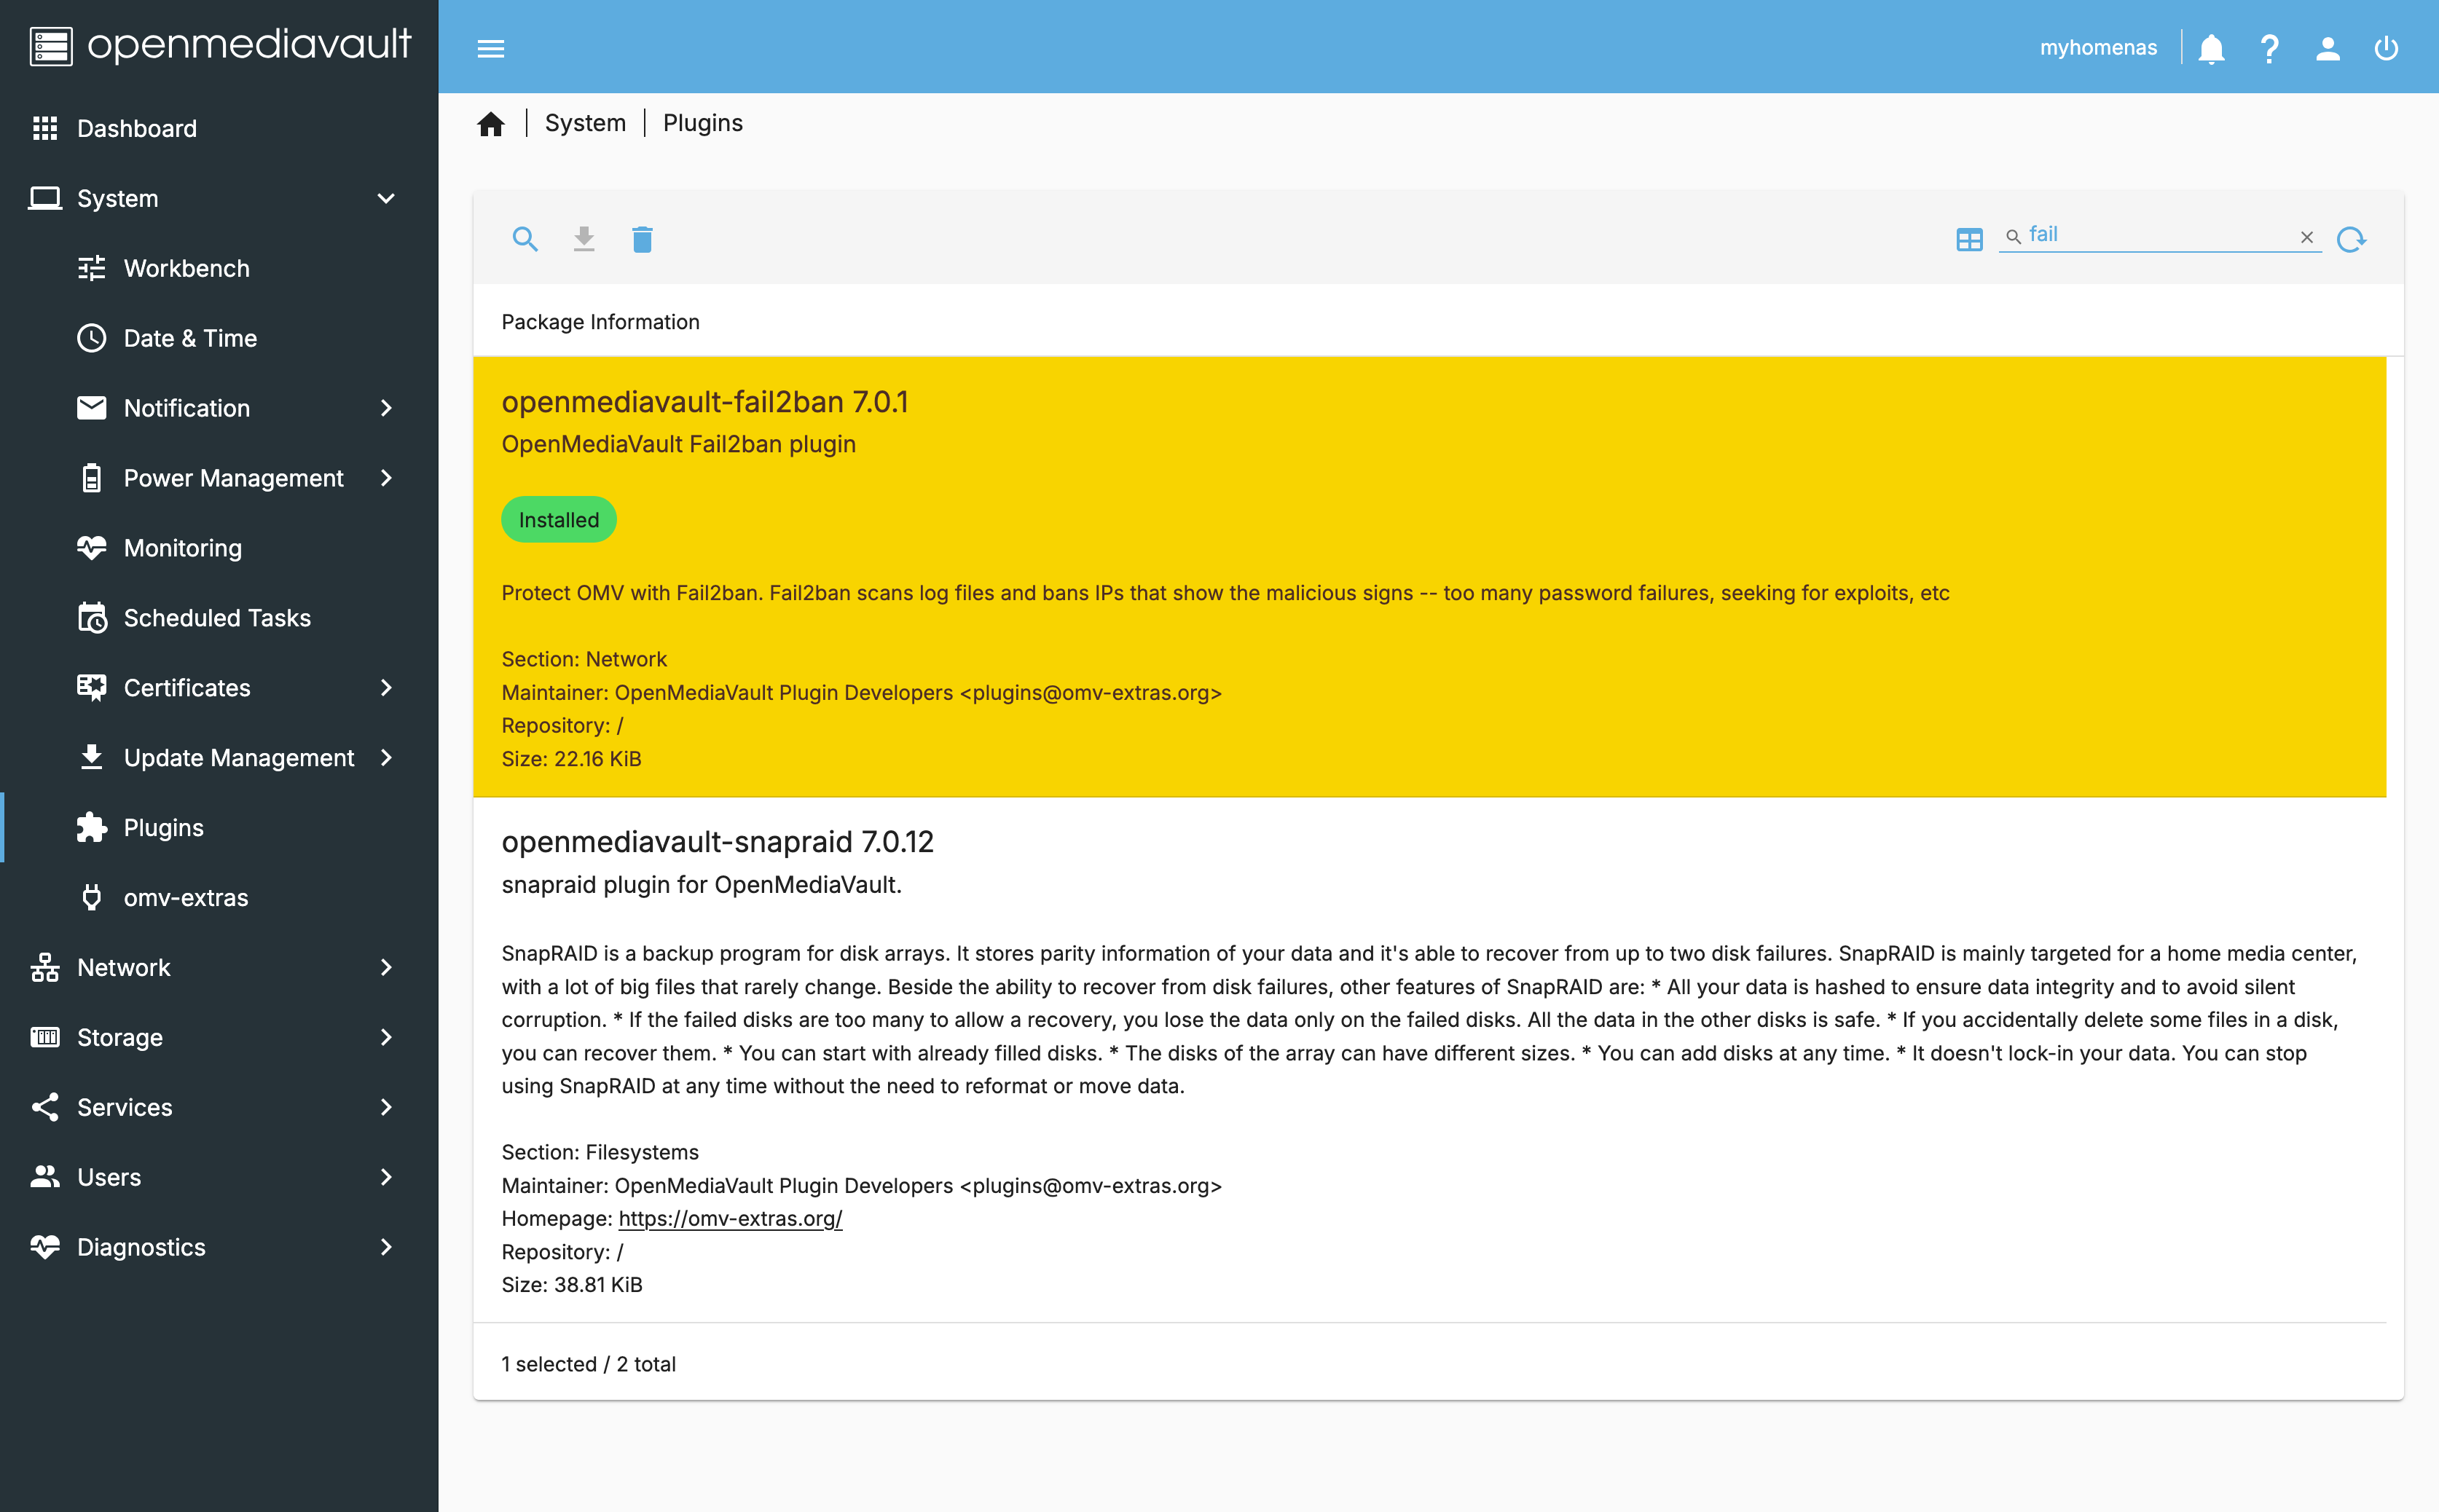 openmediavault
myhomenas
Dashboard
System
Workbench
Date & Time
Notification
Power Management
Monitoring
Scheduled Tasks
Certificates
Update Management
Plugins
omv-extras
Network
Storage
Services
Users
Diagnostics
System | Plugins
fail
Package Information
openmediavault-fail2ban 7.0.1
OpenMediaVault Fail2ban plugin
Installed
Protect OMV with Fail2ban. Fail2ban scans log files and bans IPs that show the malicious signs -- too many password failures, seeking for exploits, etc
Section: Network
Maintainer: OpenMediaVault Plugin Developers <plugins@omv-extras.org>
Repository: /
Size: 22.16 KiB
openmediavault-snapraid 7.0.12
snapraid plugin for OpenMediaVault.
SnapRAID is a backup program for disk arrays. It stores parity information of your data and it's able to recover from up to two disk failures. SnapRAID is mainly targeted for a home media center,
with a lot of big files that rarely change. Beside the ability to recover from disk failures, other features of SnapRAID are: * All your data is hashed to ensure data integrity and to avoid silent
corruption. * If the failed disks are too many to allow a recovery, you lose the data only on the failed disks. All the data in the other disks is safe. * If you accidentally delete some files in a disk,
you can recover them. * You can start with already filled disks. * The disks of the array can have different sizes. * You can add disks at any time. * It doesn't lock-in your data. You can stop
using SnapRAID at any time without the need to reformat or move data.
Section: Filesystems
Maintainer: OpenMediaVault Plugin Developers <plugins@omv-extras.org>
Homepage: https://omv-extras.org/
Repository: /
Size: 38.81 KiB
1 selected / 2 total